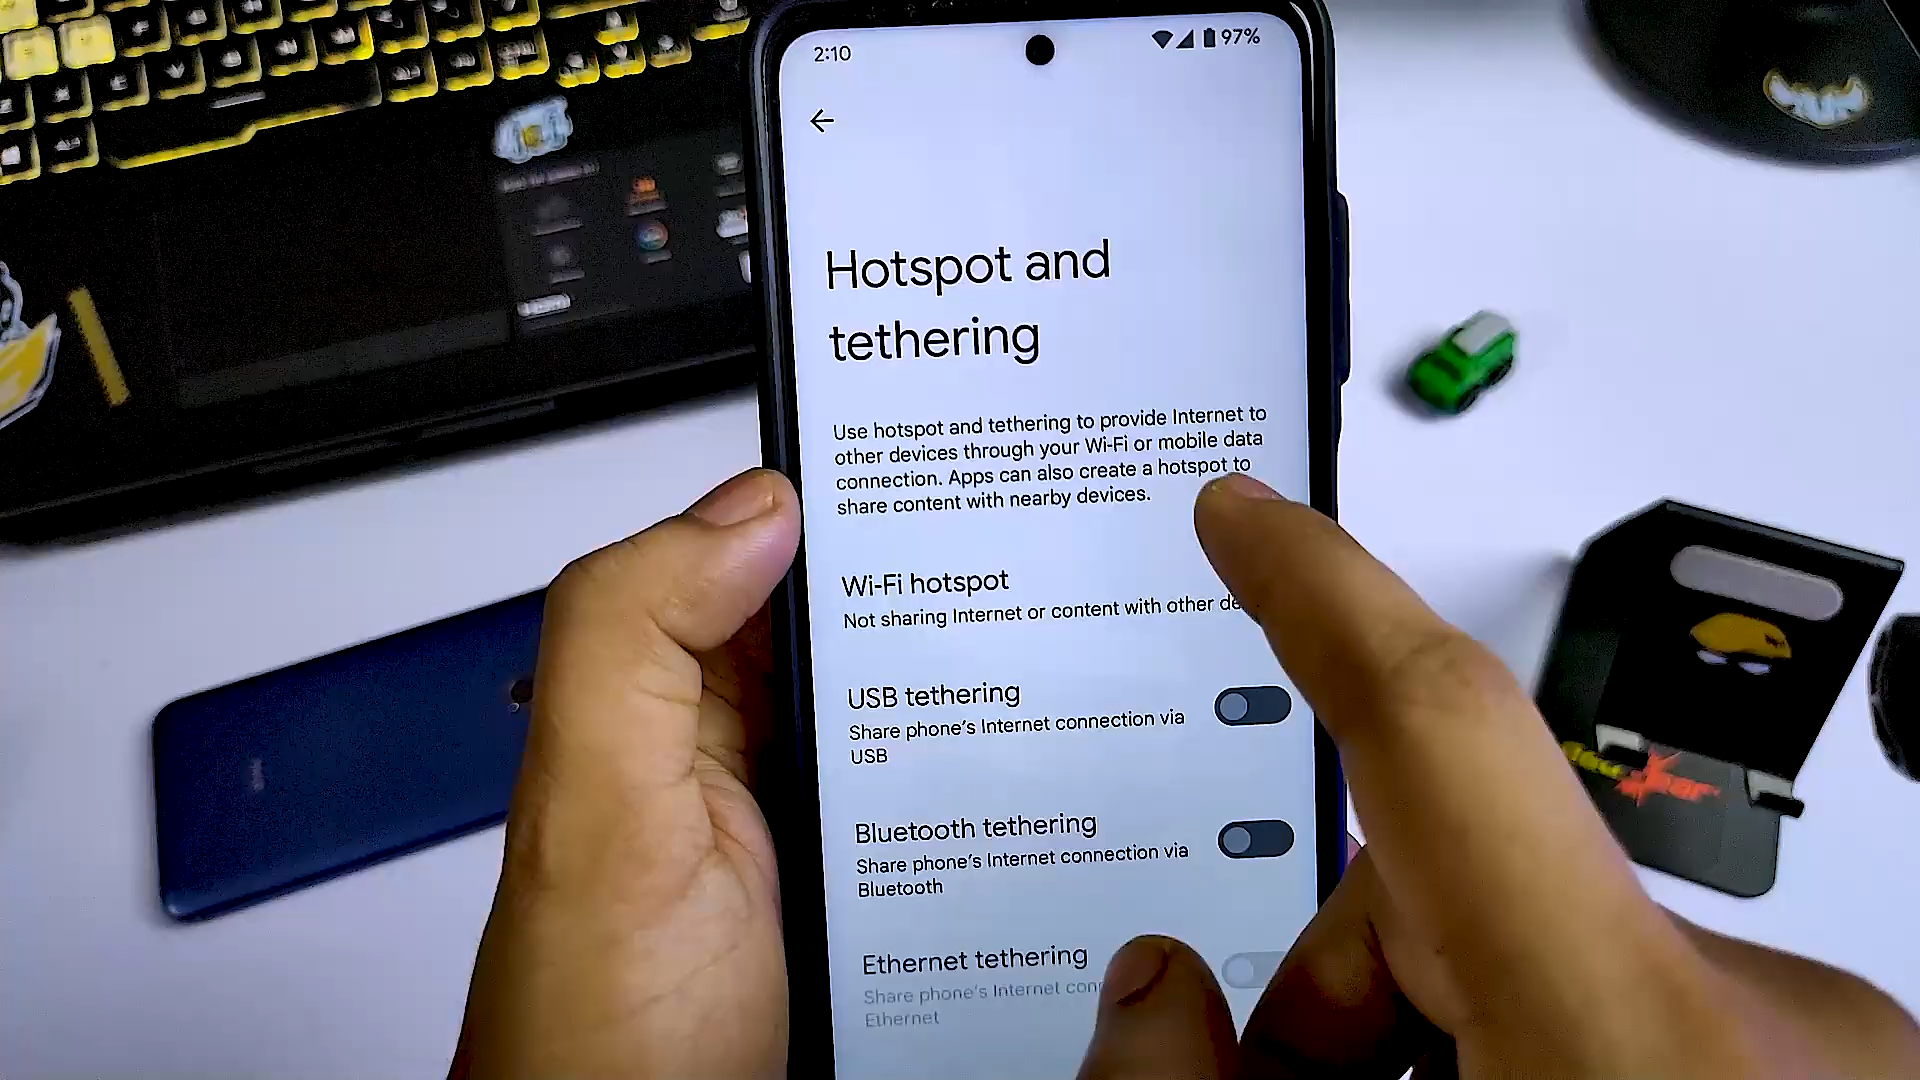 2:10
97%
Hotspot and
tethering
Use hotspot and tethering to provide Internet to
other devices through your Wi-Fi or mobile data
connection. Apps can also create a hotspot to
share content with nearby devices.
Wi-Fi hotspot
Not sharing Internet or content with other
USB tethering
Share phone's Internet connection via
USB
Bluetooth tethering
Share phone's Internet connection via
Bluetooth
Ethernet tethering
Share phone's Internet
Ethernet